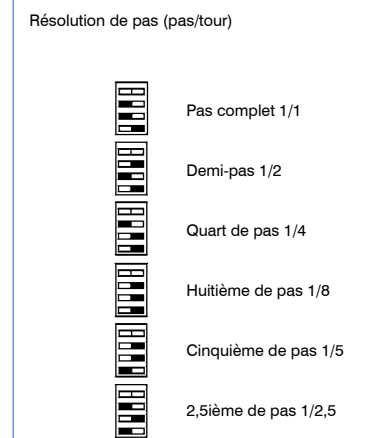 Résolution de pas (pas/tour)
Pas complet 1/1
Demi-pas 1/2
Quart de pas 1/4
Huitième de pas 1/8
Cinquième de pas 1/5
2,5ième de pas 1/2,5